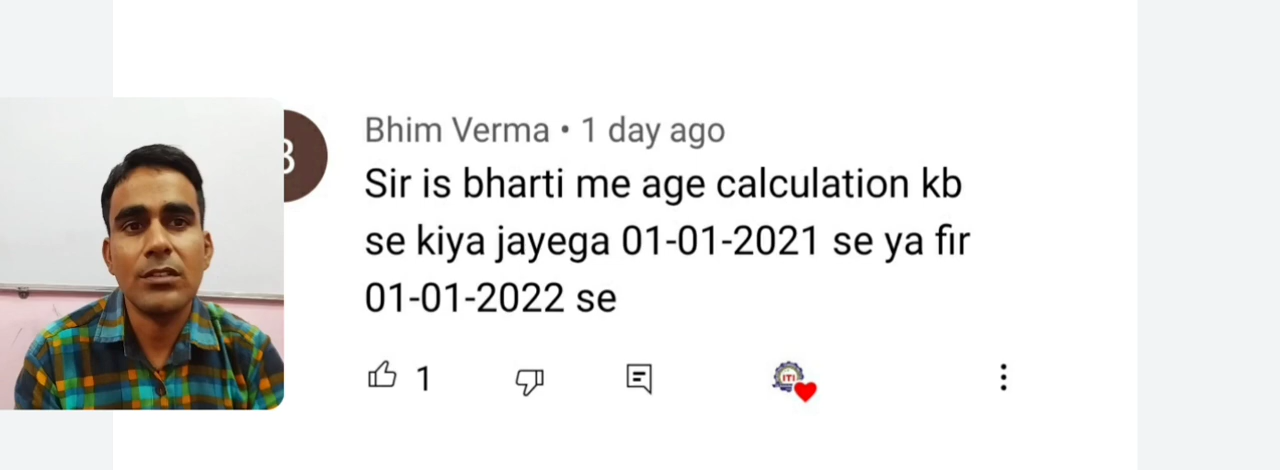 Bhim Verma • 1 day ago
Sir is bharti me age calculation kb
se kiya jayega 01-01-2021 se ya fir
01-01-2022 se
1
ITI